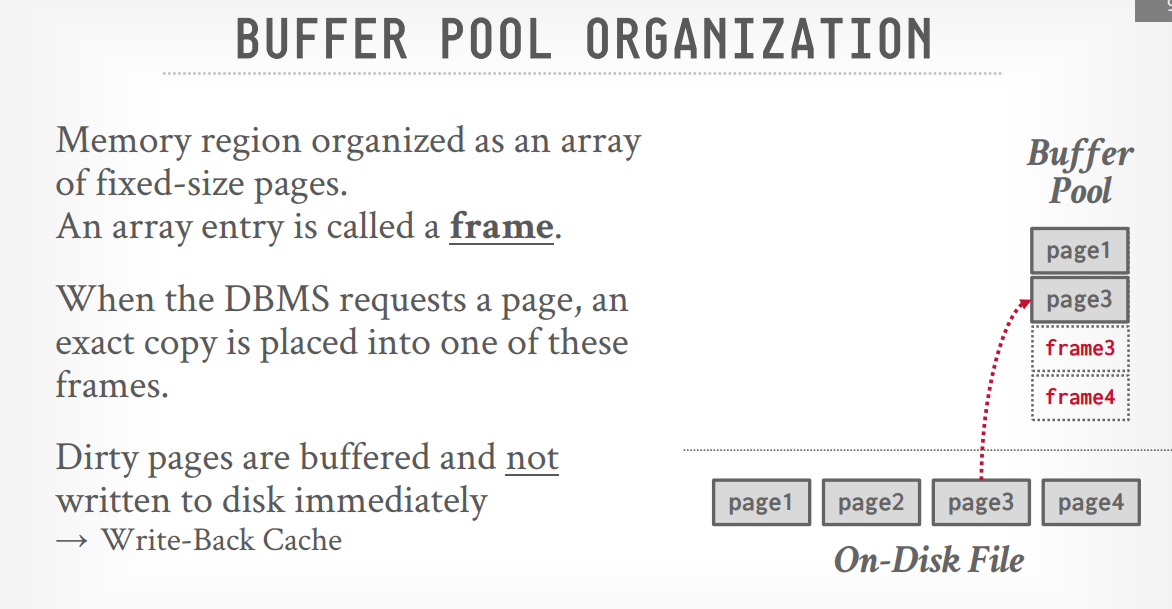 BUFFER POOL ORGANIZATION
Memory region organized as an array
of fixed-size pages.
An array entry is called a frame.
When the DBMS requests a page, an
exact copy is placed into one of these
frames.
Dirty pages are buffered and not
written to disk immediately
→ Write-Back Cache
Buffer
Pool
page1
page3
frame3
frame4
page1 page2 page3 page4
On-Disk File